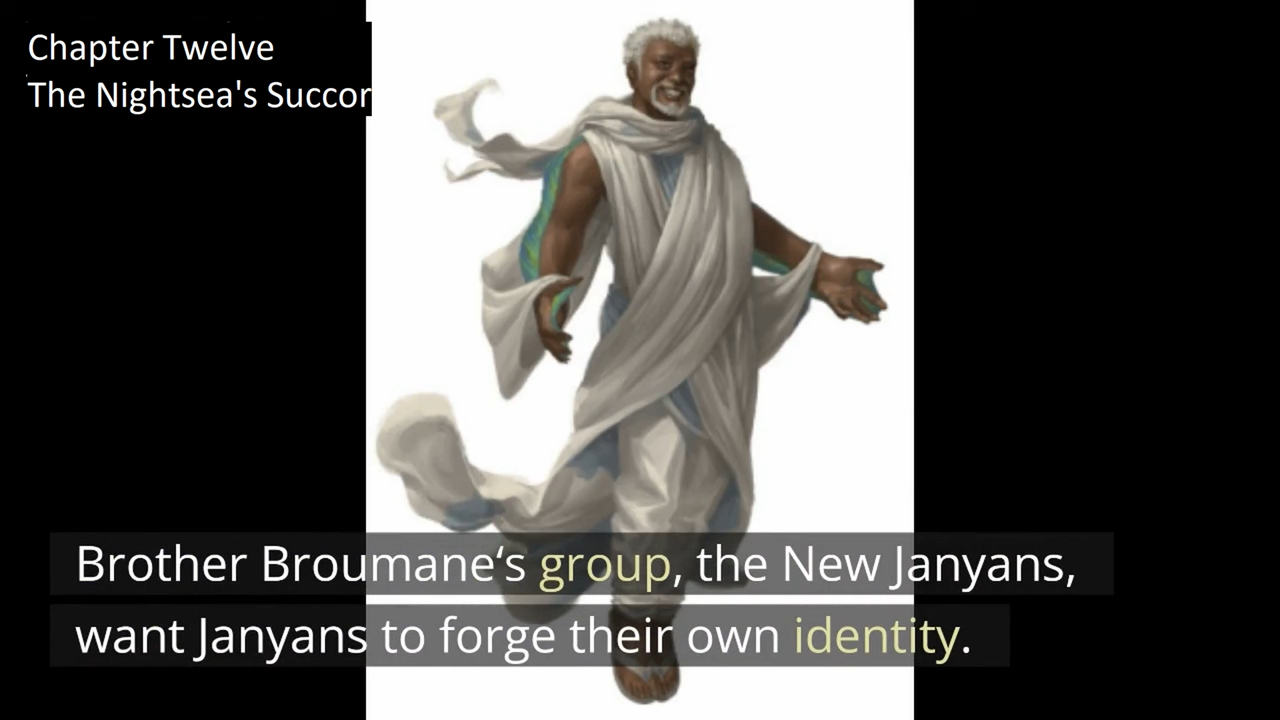 Chapter Twelve
The Nightsea's Succor
Brother Broumane‘s group, the New Janyans,
want Janyans to forge their own identity.